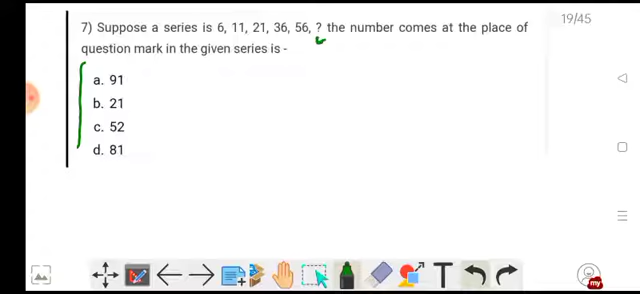 19/45
7) Suppose a series is 6, 11, 21, 36, 56, ? the number comes at the place of
question mark in the given series is -
a. 91
b. 21
c. 52
d. 81
T
my